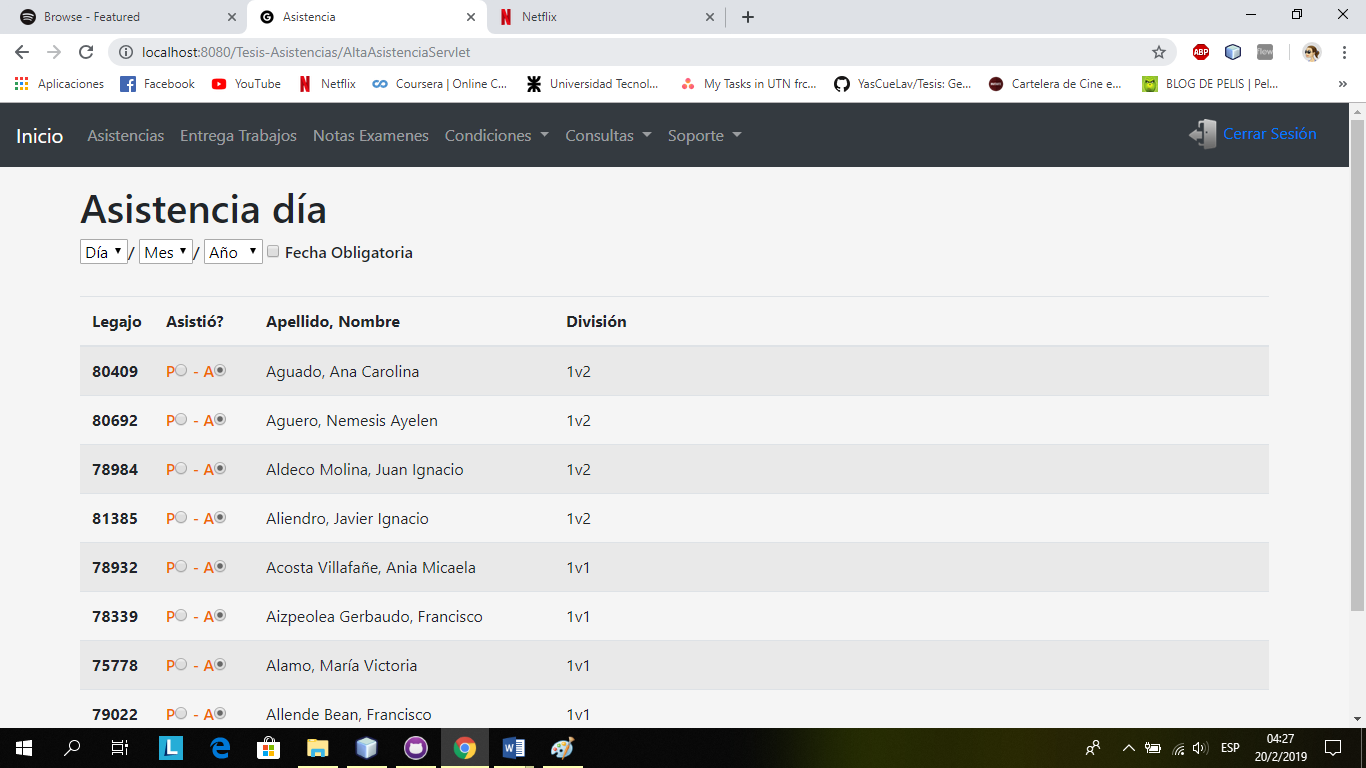 Browse - Featured
Asistencia
Netflix
localhost:8080/Tesis-Asistencias/AltaAsistenciaServlet
ABP
flow
Aplicaciones
Facebook
YouTube
Netflix
Coursera | Online C...
Universidad Tecnol...
My Tasks in UTN frc...
YasCueLav/Tesis: Ge...
Cartelera de Cine e...
BLOG DE PELIS | Pel...
»
Inicio
Asistencias
Entrega Trabajos
Notas Examenes
Condiciones
Consultas
Soporte
Cerrar Sesión
Asistencia día
Día / Mes / Año Fecha Obligatoria
Legajo Asistió? Apellido, Nombre División
80409 P - A Aguado, Ana Carolina 1v2
80692 P - A Aguero, Nemesis Ayelen 1v2
78984 P - A Aldeco Molina, Juan Ignacio 1v2
81385 P - A Aliendro, Javier Ignacio 1v2
78932 P - A Acosta Villafañe, Ania Micaela 1v1
78339 P - A Aizpeolea Gerbaudo, Francisco 1v1
75778 P - A Alamo, María Victoria 1v1
79022 P - A Allende Bean, Francisco 1v1
L
ESP
04:27
20/2/2019